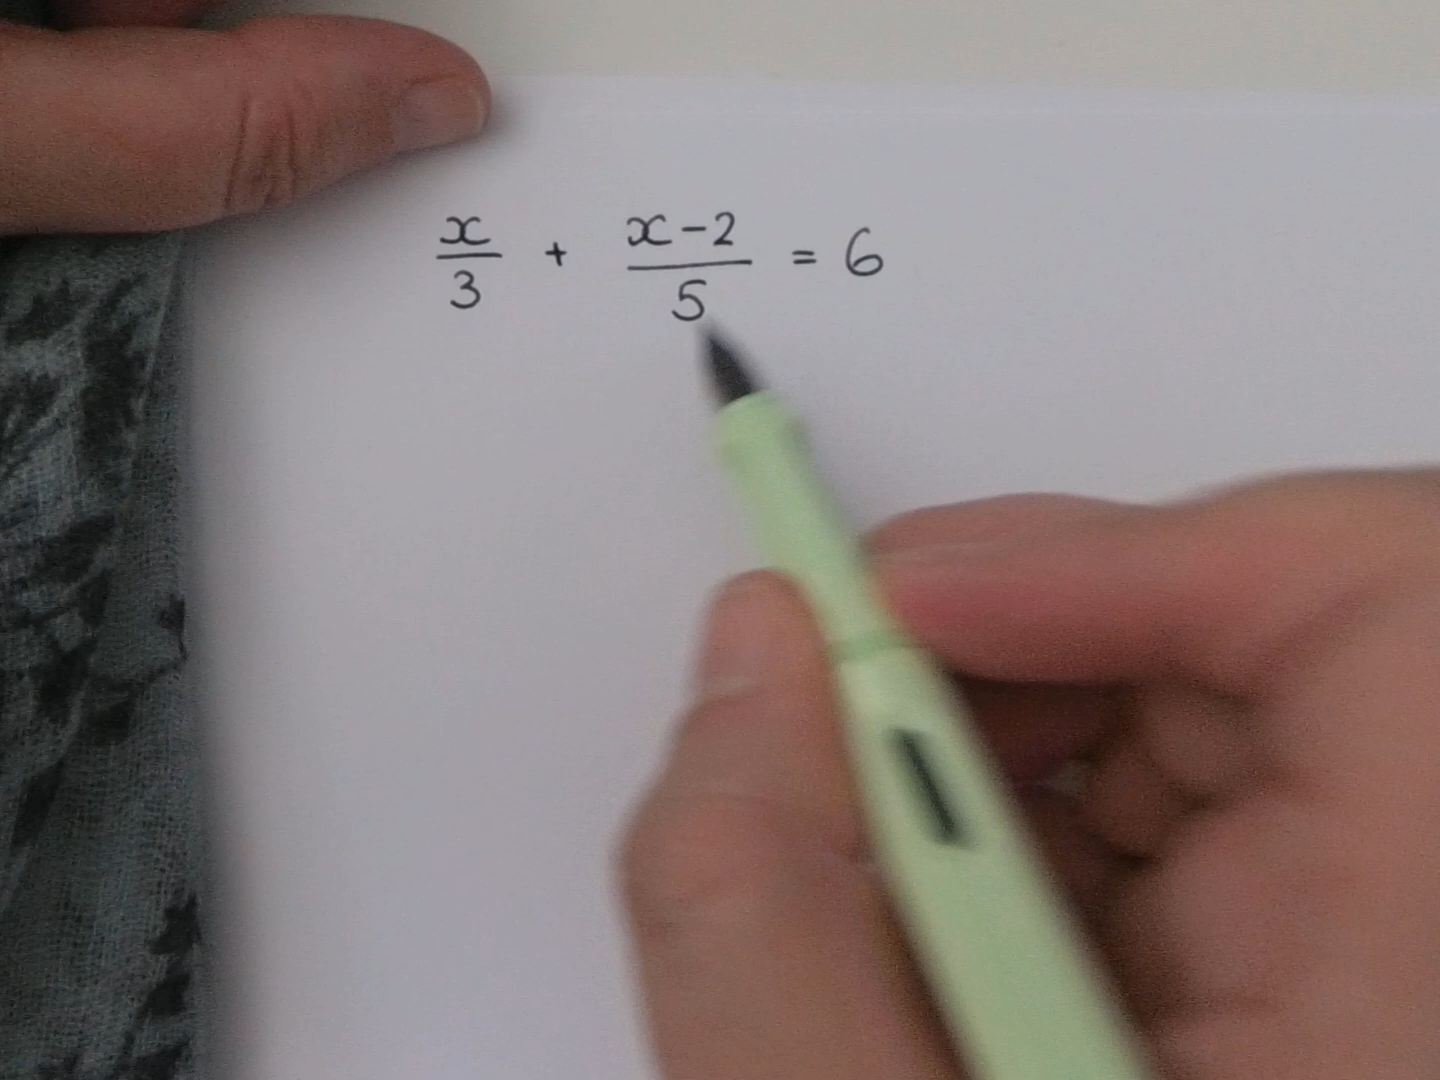 x/3 + (x-2)/5 = 6